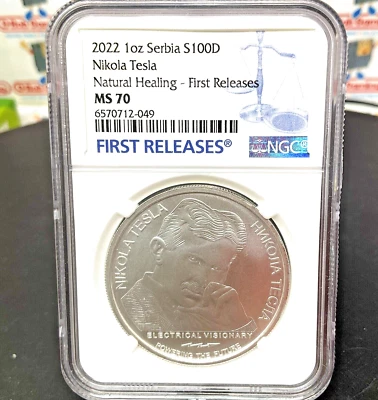 2022 1oz Serbia S100D
Nikola Tesla
Natural Healing - First Releases
MS 70
6570712-049
FIRST RELEASES®
NGC®
NIKOLA TESLA
НИКОЛА ТЕСЛА
ELECTRICAL VISIONARY
POWERING THE FUTURE